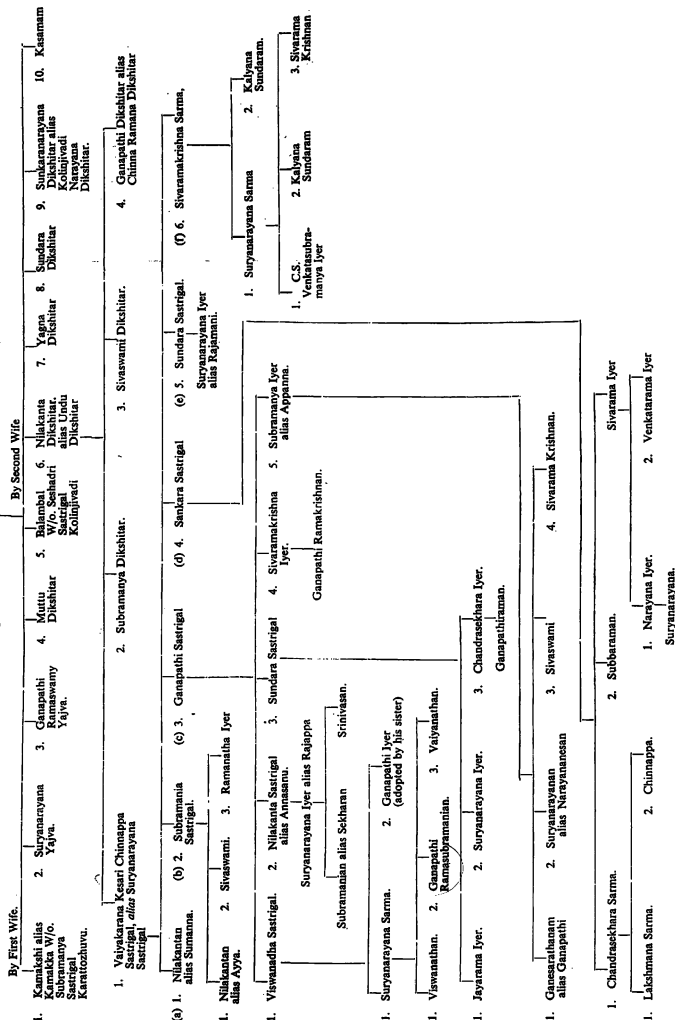 By First Wife.
By Second Wife
1. Kamakshi alias
Kamakka W/o.
Subramanya
Sastrigal
Karattozhuvu.
2. Suryanarayana
Yajva.
3. Ganapathi
Ramaswamy
Yajva.
4. Muttu
Dikshitar
5. Balambal
W/o. Seshadri
Sastrigal
Kolinjivadi
6. Nilakanta
Dikshitar.
alias Undu
Dikshitar
7. Yagna
Dikshitar
8. Sundara
Dikshitar
9. Sunkaranarayana
Dikshitar alias
Kolinjivadi
Narayana
Dikshitar.
10. Kasamam
1. Vaiyakarana Kesari Chinnappa
Sastrigal, alias Suryanarayana
Sastrigal
2. Subramanya Dikshitar.
3. Sivaswami Dikshitar.
4. Ganapathi Dikshitar alias
Chinna Ramana Dikshitar
(a) 1. Nilakantan
alias Sumanna.
(b) 2. Subramania
Sastrigal.
(c) 3. Ganapathi Sastrigal
(d) 4. Sankara Sastrigal
(e) 5. Sundara Sastrigal.
Suryanarayana Iyer
alias Rajamani.
(f) 6. Sivaramakrishna Sarma,
1. Nilakantan
alias Ayya.
2. Sivaswami.
3. Ramanatha Iyer
1. Suryanarayana Sarma
2. Kalyana
Sundaram.
1. Viswanadha Sastrigal.
2. Nilakanta Sastrigal
alias Annasanu.
3. Sundara Sastrigal
4. Sivaramakrishna
Iyer.
5. Subramanya Iyer
alias Appanna.
1. C.S.
Venkatasubra-
manya Iyer
2. Kalyana
Sundaram
3. Sivarama
Krishnan
Suryanarayana Iyer alias Rajappa
Ganapathi Ramakrishnan.
Subramanian alias Sekharan
Srinivasan.
1. Suryanarayana Sarma.
2. Ganapathi Iyer
(adopted by his sister)
1. Viswanathan.
2. Ganapathi
Ramasubramanian.
3. Vaiyanathan.
1. Jayarama Iyer.
2. Suryanarayana Iyer.
3. Chandrasekhara Iyer.
Ganapathiraman.
1. Ganesarathanam
alias Ganapathi
2. Suryanarayanan
alias Narayananesan
3. Sivaswami
4. Sivarama Krishnan.
1. Chandrasekhara Sarma.
2. Subbaraman.
Sivarama Iyer
1. Lakshmana Sarma.
2. Chinnappa.
1. Narayana Iyer.
2. Venkatarama Iyer
Suryanarayana.